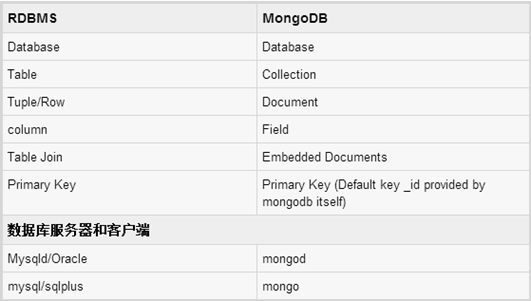 RDBMS MongoDB
Database Database
Table Collection
Tuple/Row Document
column Field
Table Join Embedded Documents
Primary Key Primary Key (Default key _id provided by
mongodb itself)
数据库服务器和客户端
Mysqld/Oracle mongod
mysql/sqlplus mongo